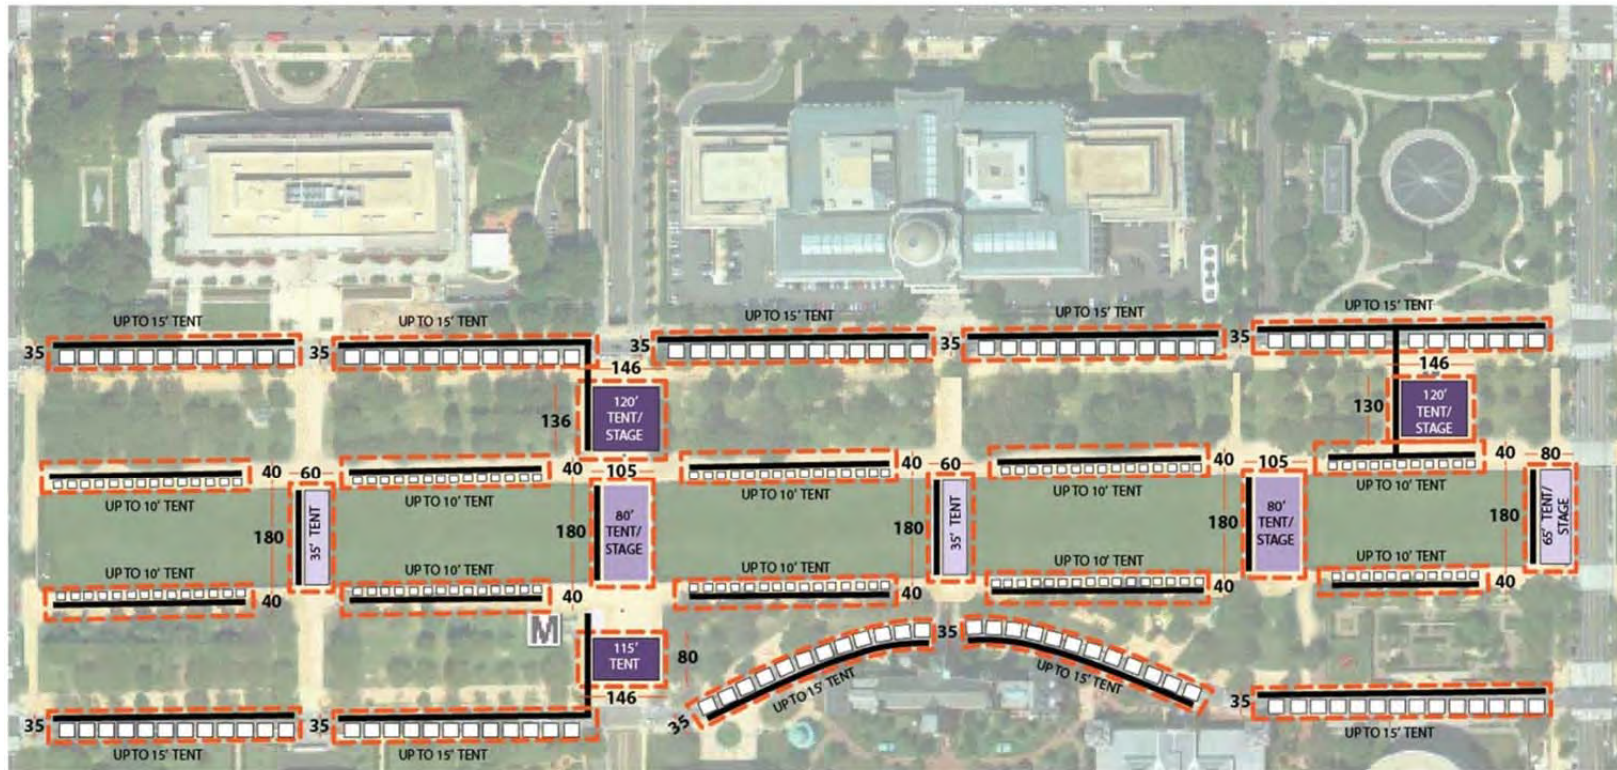 UP TO 15' TENT
UP TO 15' TENT
UP TO 15' TENT
UP TO 15' TENT
UP TO 15' TENT
35
35
35
35
35
146
146
136
120'
TENT/
STAGE
130
120'
TENT/
STAGE
40
60
40
105
40
60
40
105
40
80
UP TO 10' TENT
UP TO 10' TENT
UP TO 10' TENT
UP TO 10' TENT
UP TO 10' TENT
180
35' TENT
180
80'
TENT/
STAGE
180
35' TENT
180
80'
TENT/
STAGE
180
65' TENT/
STAGE
UP TO 10' TENT
UP TO 10' TENT
UP TO 10' TENT
UP TO 10' TENT
UP TO 10' TENT
40
40
40
40
40
M
115'
TENT
80
146
35
35
35
35
35
UP TO 15' TENT
UP TO 15' TENT
UP TO 15' TENT
UP TO 15' TENT
UP TO 15' TENT